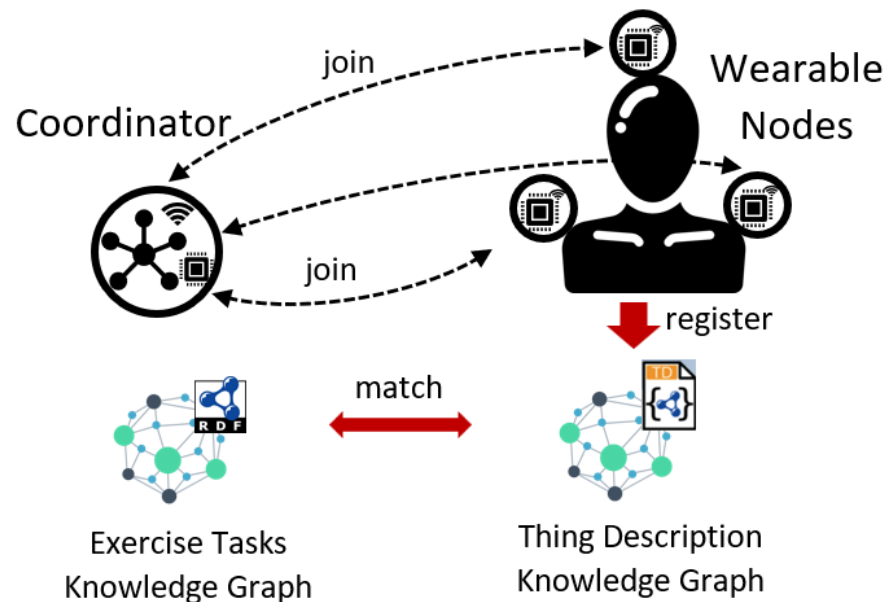 join
Wearable
Nodes
Coordinator
join
register
TD
RDF
match
Exercise Tasks
Knowledge Graph
Thing Description
Knowledge Graph